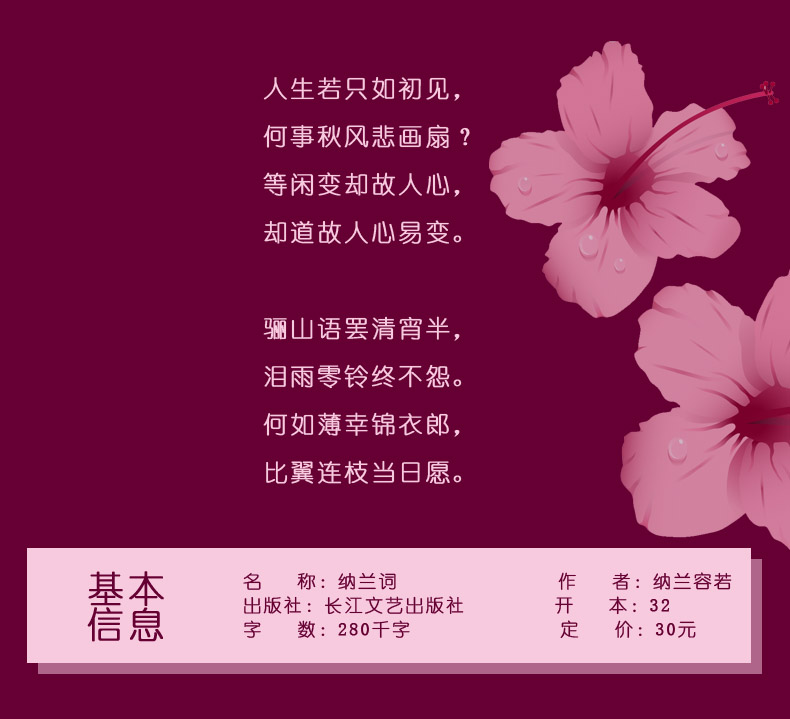 人生若只如初见，
何事秋风悲画扇？
等闲变却故人心，
却道故人心易变。
骊山语罢清宵半，
泪雨零铃终不怨。
何如薄幸锦衣郎，
比翼连枝当日愿。
基本
信息
名 称：纳兰词 作 者：纳兰容若
出版社：长江文艺出版社 开 本：32
字 数：280千字 定 价：30元